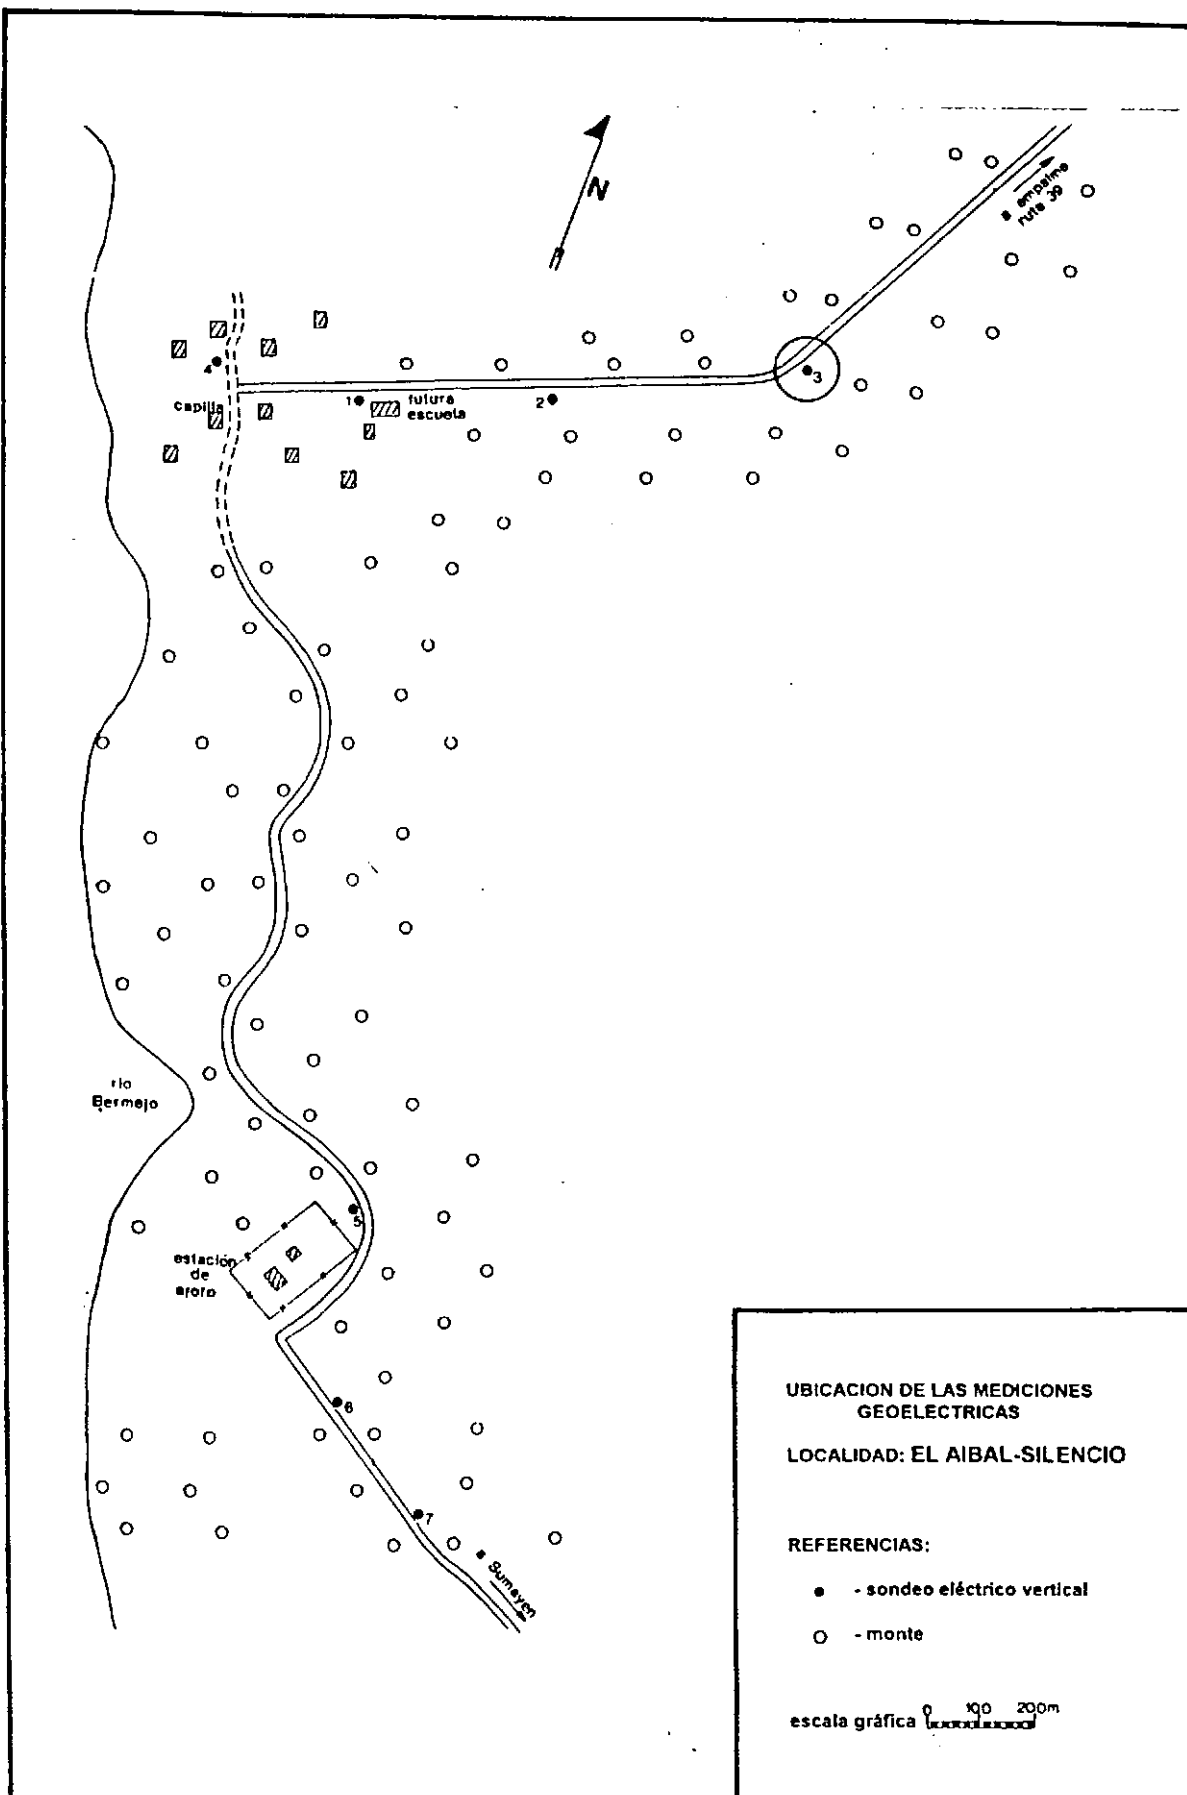 N
a empalme
ruta 39
4
3
capilla
1
futura
escuela
2
río
Bermejo
5
estación
de
aforo
6
7
a Sumayen
UBICACION DE LAS MEDICIONES
GEOELECTRICAS
LOCALIDAD: EL AIBAL-SILENCIO
REFERENCIAS:
- sondeo eléctrico vertical
- monte
escala gráfica 0 100 200m